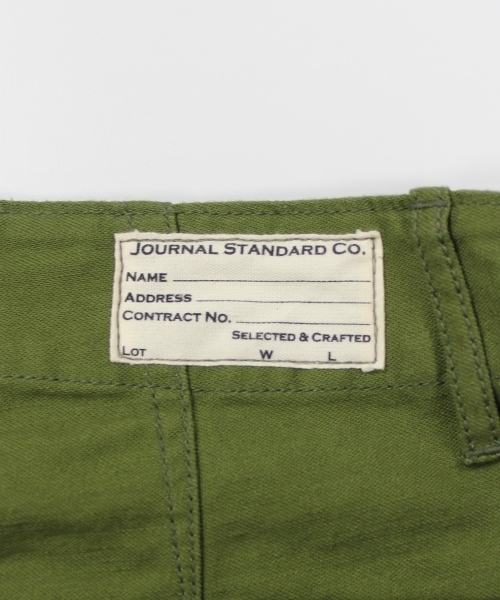 JOURNAL STANDARD CO.
NAME
ADDRESS
CONTRACT NO.
SELECTED & CRAFTED
LOT W L